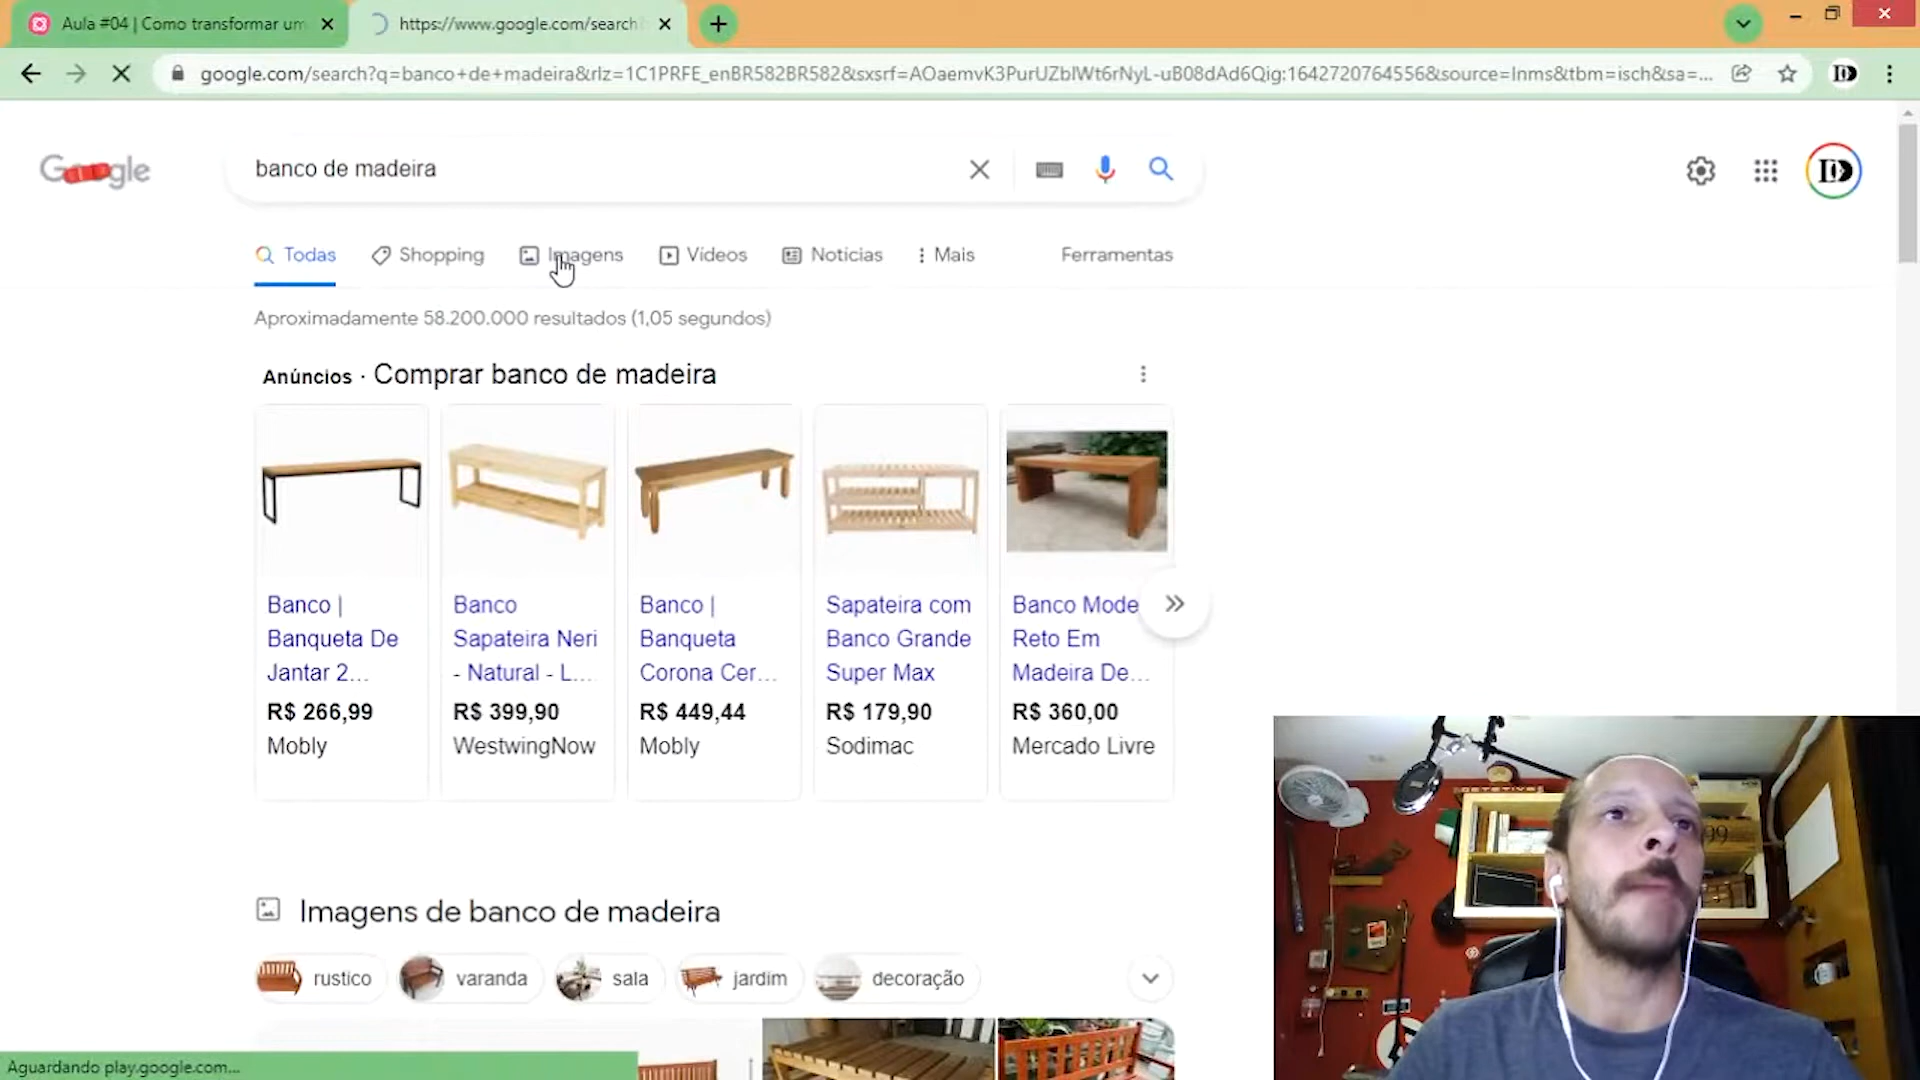 Aula #04 | Como transformar um
https://www.google.com/search
google.com/search?q=banco+de+madeira&rlz=1C1PRFE_enBR582BR582&sxsrf=AOaemvK3PurUZbIWt6rNyL-uB08dAd6Qig:1642720764556&source=lnms&tbm=isch&sa=...
Google
banco de madeira
Todas
Shopping
Imagens
Vídeos
Notícias
Mais
Ferramentas
Aproximadamente 58.200.000 resultados (1,05 segundos)
Anúncios · Comprar banco de madeira
Banco |
Banqueta De
Jantar 2...
R$ 266,99
Mobly
Banco
Sapateira Neri
- Natural - L...
R$ 399,90
WestwingNow
Banco |
Banqueta
Corona Cer...
R$ 449,44
Mobly
Sapateira com
Banco Grande
Super Max
R$ 179,90
Sodimac
Banco Mode
Reto Em
Madeira De...
R$ 360,00
Mercado Livre
Imagens de banco de madeira
rustico
varanda
sala
jardim
decoração
DETETIVE
99
Aguardando play.google.com...